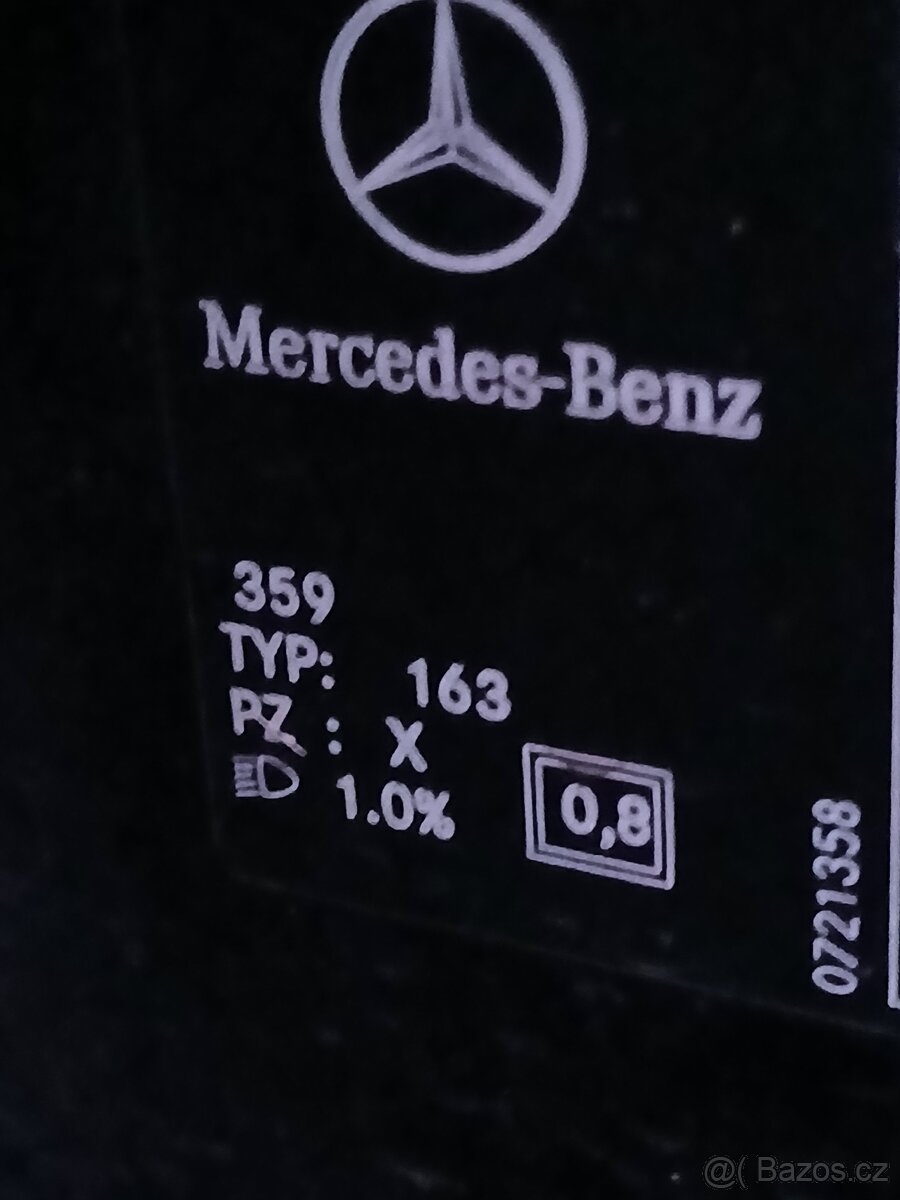 Mercedes-Benz
359
TYP: 163
PZ : X
1.0%
0,8
0721358
@( Bazos.cz